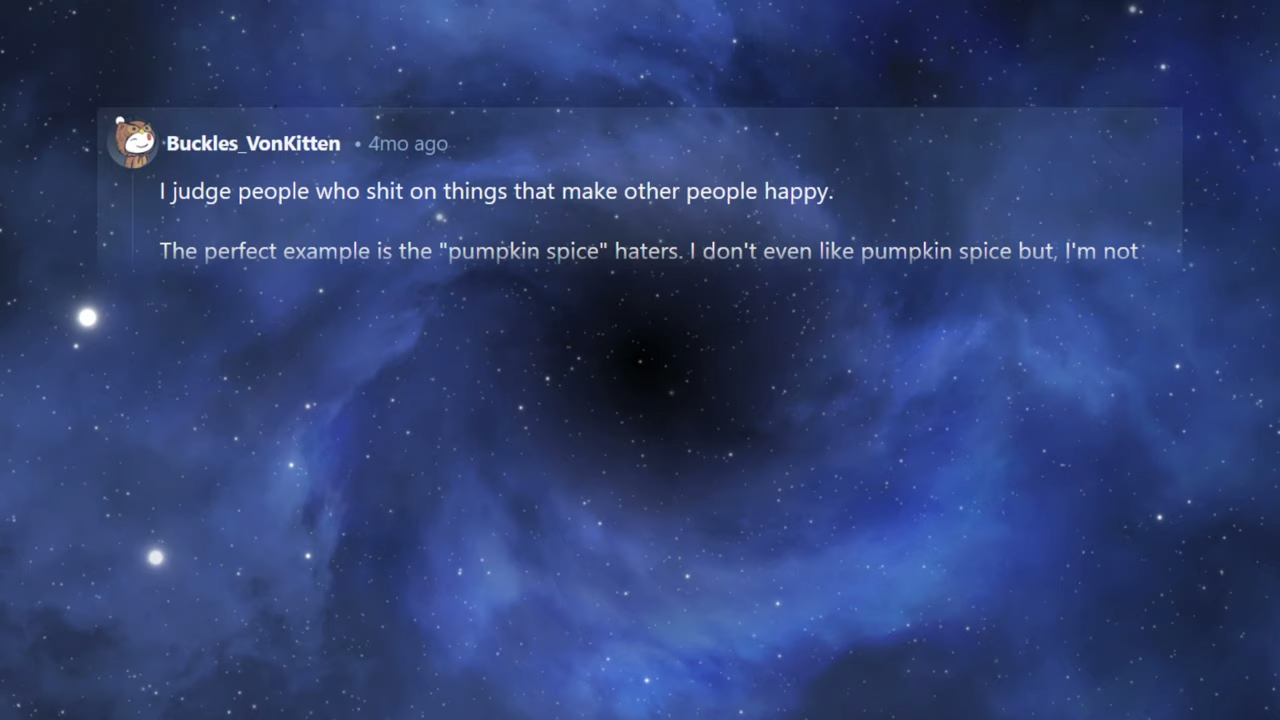 Buckles_VonKitten • 4mo ago
I judge people who shit on things that make other people happy.
The perfect example is the "pumpkin spice" haters. I don't even like pumpkin spice but, I'm not